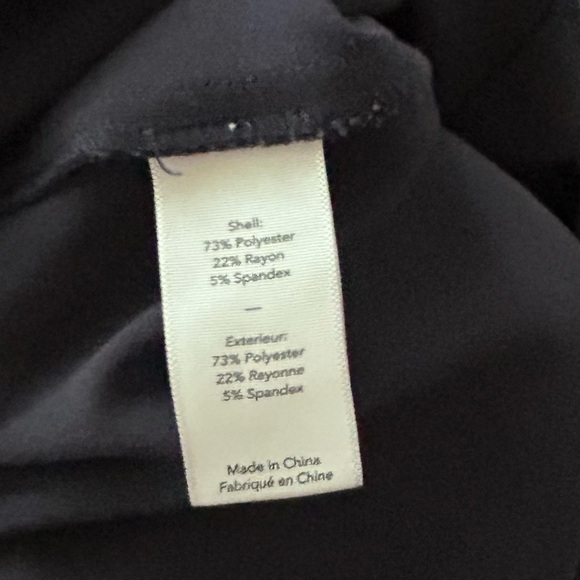 Shell:
73% Polyester
22% Rayon
5% Spandex
—
Exterieur:
73% Polyester
22% Rayonne
5% Spandex
Made in China
Fabriqué en Chine